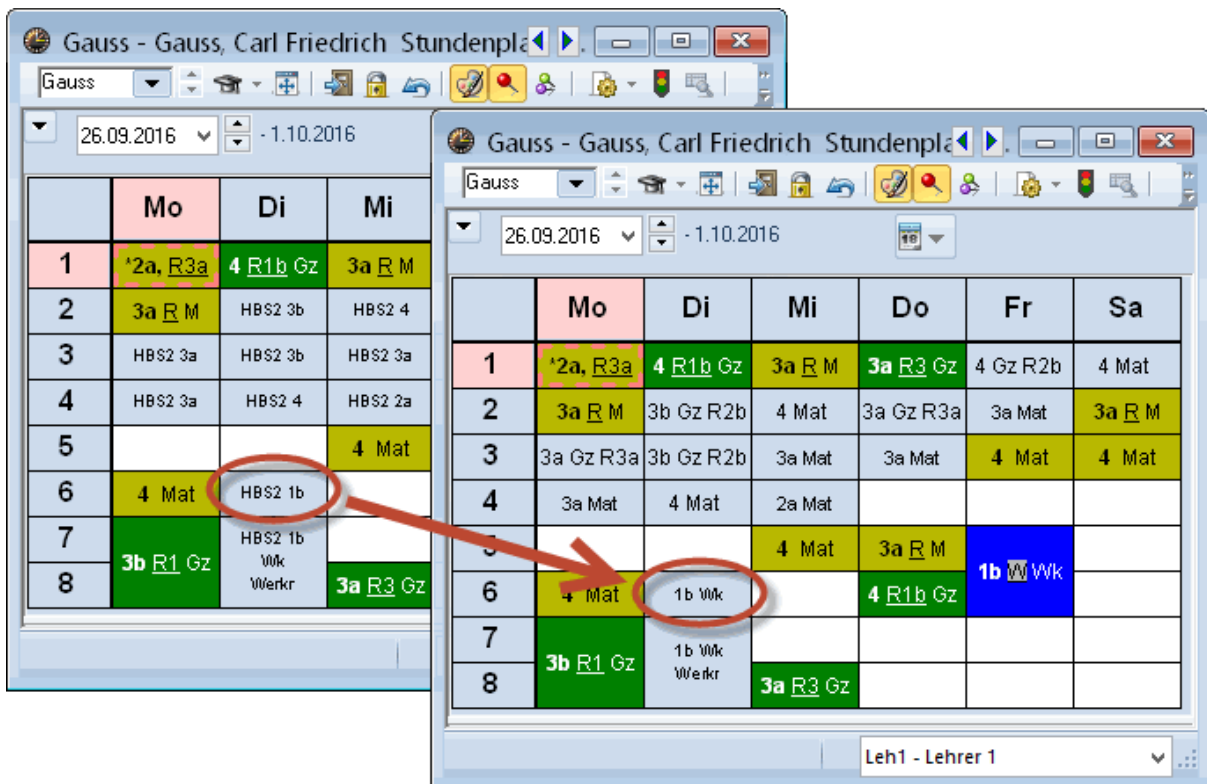 Gauss - Gauss, Carl Friedrich Stundenpla
Gauss
26.09.2016 - 1.10.2016
Mo Di Mi
1 *2a, R3a 4 R1b Gz 3a R M
2 3a R M HBS2 3b HBS2 4
3 HBS2 3a HBS2 3b HBS2 3a
4 HBS2 3a HBS2 4 HBS2 2a
5 4 Mat
6 4 Mat HBS2 1b
7 3b R1 Gz HBS2 1b
Wk
8 Werkr 3a R3 Gz
Gauss - Gauss, Carl Friedrich Stundenpla
Gauss
26.09.2016 - 1.10.2016
18
Mo Di Mi Do Fr Sa
1 *2a, R3a 4 R1b Gz 3a R M 3a R3 Gz 4 Gz R2b 4 Mat
2 3a R M 3b Gz R2b 4 Mat 3a Gz R3a 3a Mat 3a R M
3 3a Gz R3a 3b Gz R2b 3a Mat 3a Mat 4 Mat 4 Mat
4 3a Mat 4 Mat 2a Mat
5 4 Mat 3a R M 1b W Wk
6 4 Mat 1b Wk 4 R1b Gz
7 3b R1 Gz 1b Wk
8 Werkr 3a R3 Gz
Leh1 - Lehrer 1